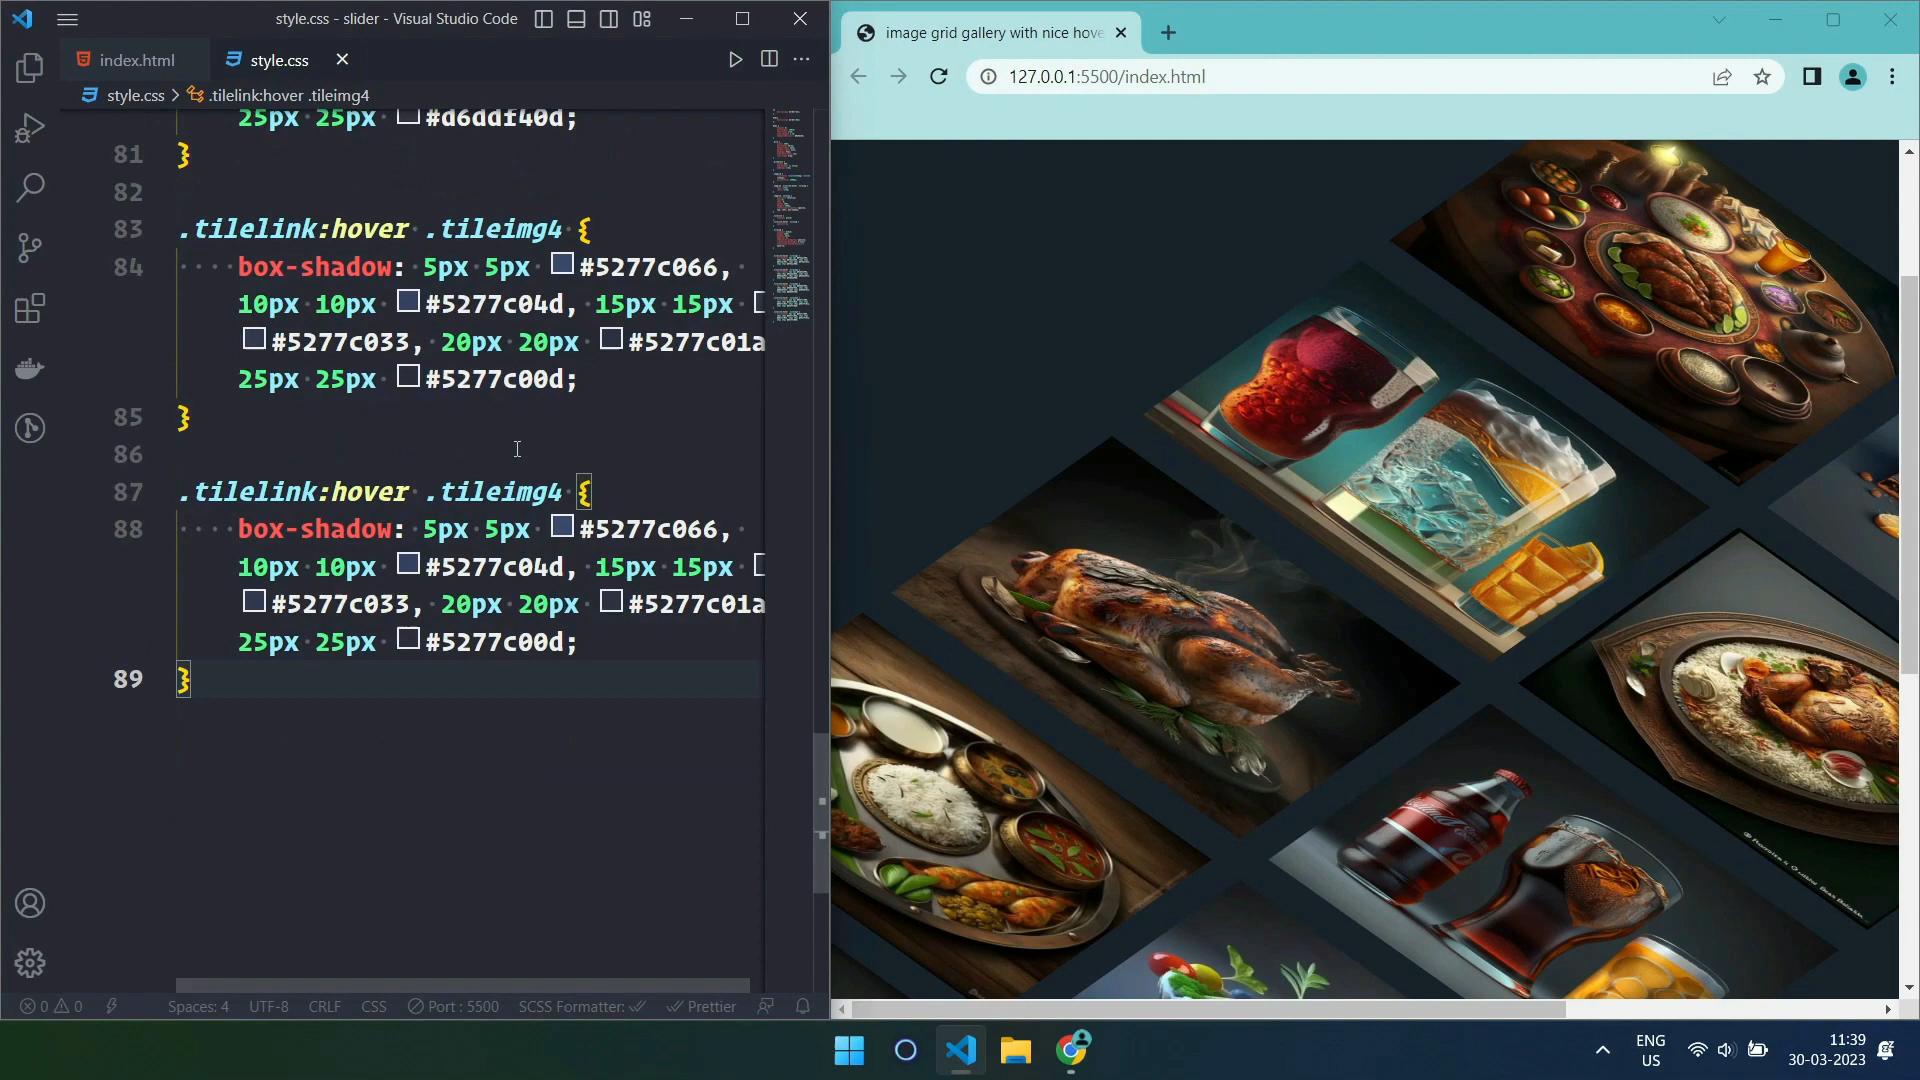 style.css - slider - Visual Studio Code
index.html
style.css
style.css > .tilelink:hover .tileimg4
25px 25px #d6ddf40d;
81 }
82
83 .tilelink:hover .tileimg4 {
84 box-shadow: 5px 5px #5277c066,
10px 10px #5277c04d, 15px 15px
#5277c033, 20px 20px #5277c01a
25px 25px #5277c00d;
85 }
86
87 .tilelink:hover .tileimg4 {
88 box-shadow: 5px 5px #5277c066,
10px 10px #5277c04d, 15px 15px
#5277c033, 20px 20px #5277c01a
25px 25px #5277c00d;
89 }
0 0 Spaces: 4 UTF-8 CRLF CSS Port : 5500 SCSS Formatter: Prettier
image grid gallery with nice hove
127.0.0.1:5500/index.html
ENG
US
11:39
30-03-2023